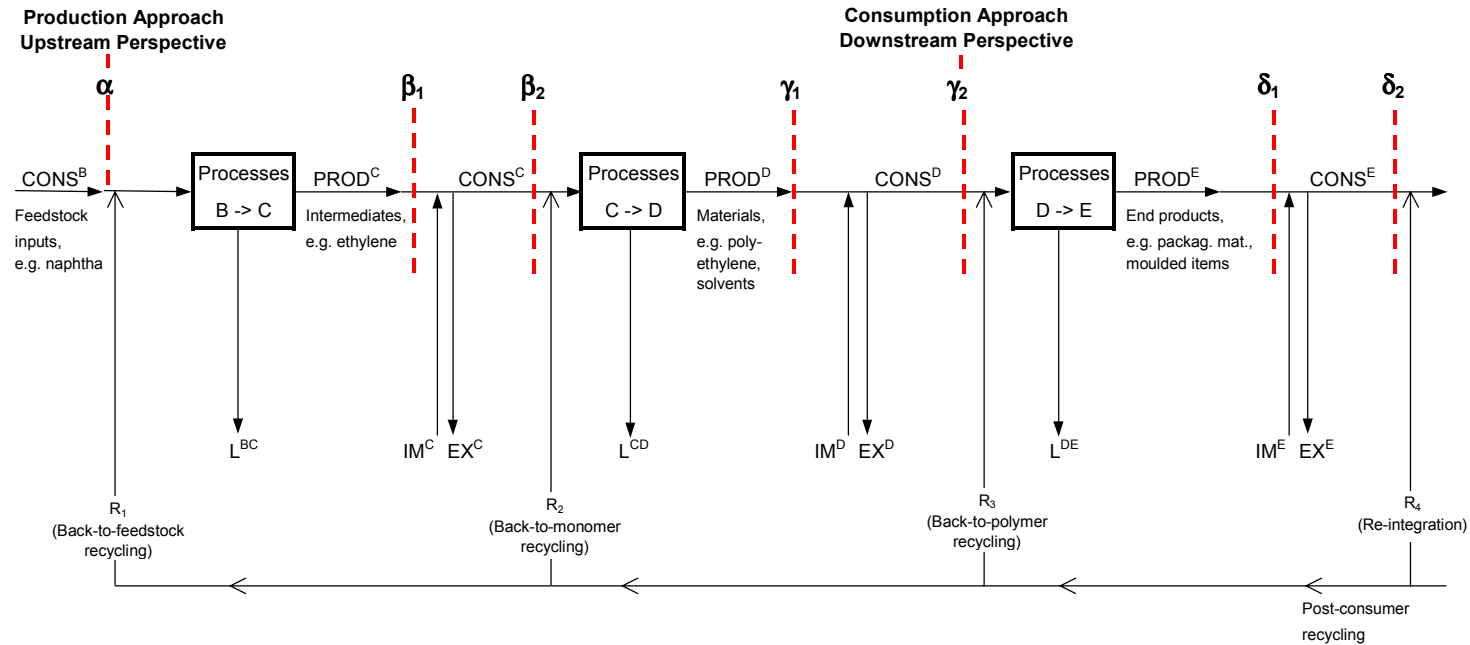 Production Approach
Upstream Perspective
Consumption Approach
Downstream Perspective
α
β₁
β₂
γ₁
γ₂
δ₁
δ₂
CONSᴮ
Processes
B -> C
PRODᶜ
CONSᶜ
Processes
C -> D
PRODᴰ
CONSᴰ
Processes
D -> E
PRODᴱ
CONSᴱ
Feedstock
inputs,
e.g. naphtha
Intermediates,
e.g. ethylene
Materials,
e.g. poly-
ethylene,
solvents
End products,
e.g. packag. mat.,
moulded items
Lᴮᶜ
IMᶜ
EXᶜ
Lᶜᴰ
IMᴰ
EXᴰ
Lᴰᴱ
IMᴱ
EXᴱ
R₁
(Back-to-feedstock
recycling)
R₂
(Back-to-monomer
recycling)
R₃
(Back-to-polymer
recycling)
R₄
(Re-integration)
Post-consumer
recycling